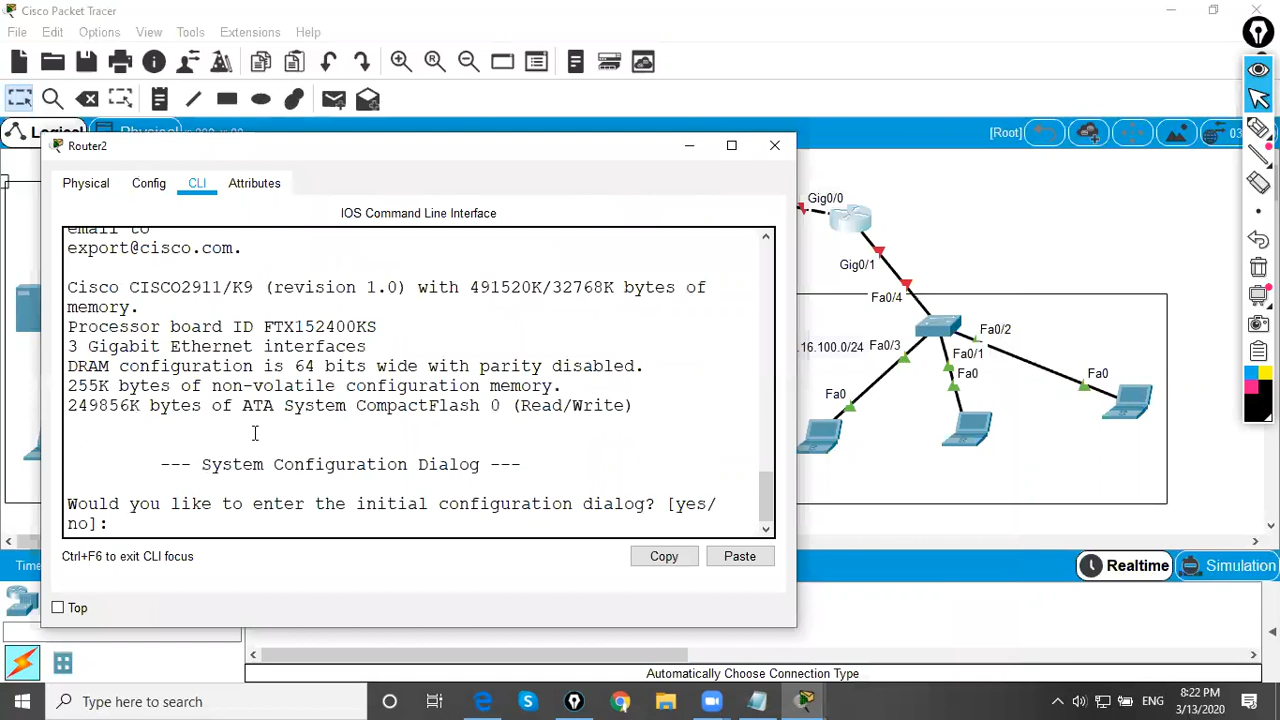 Cisco Packet Tracer
File Edit Options View Tools Extensions Help
Logical
[Root]
Router2
Physical Config CLI Attributes
IOS Command Line Interface
email to
export@cisco.com.
Cisco CISCO2911/K9 (revision 1.0) with 491520K/32768K bytes of
memory.
Processor board ID FTX152400KS
3 Gigabit Ethernet interfaces
DRAM configuration is 64 bits wide with parity disabled.
255K bytes of non-volatile configuration memory.
249856K bytes of ATA System CompactFlash 0 (Read/Write)
--- System Configuration Dialog ---
Would you like to enter the initial configuration dialog? [yes/
no]:
Ctrl+F6 to exit CLI focus
Copy Paste
Top
Gig0/0
Gig0/1
Fa0/4
Fa0/2
.16.100.0/24 Fa0/3
Fa0/1
Fa0
Fa0
Fa0
Time
Realtime Simulation
Automatically Choose Connection Type
Type here to search
ENG
8:22 PM
3/13/2020